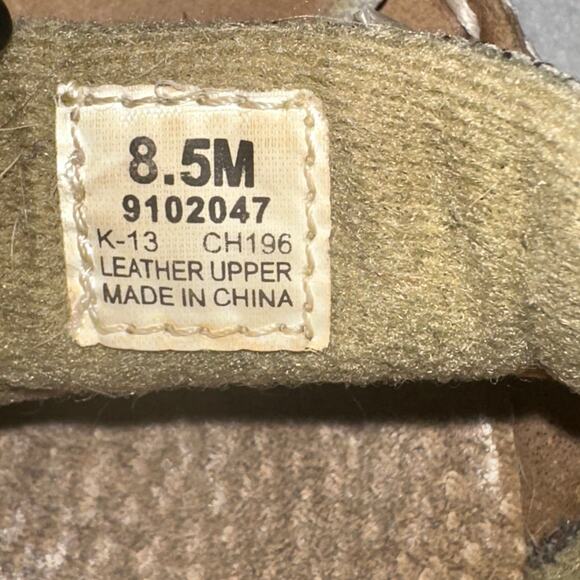 8.5M
9102047
K-13 CH196
LEATHER UPPER
MADE IN CHINA